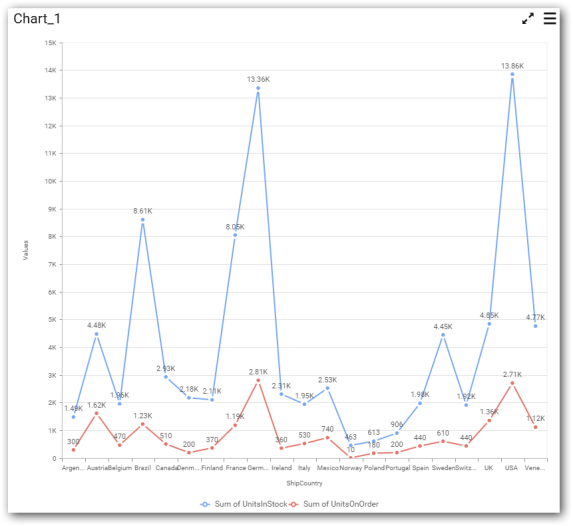 Chart_1
15K
14K
13K
12K
11K
10K
9K
8K
7K
6K
5K
4K
3K
2K
1K
0
Values
13.86K
13.36K
8.61K
8.05K
4.48K
4.85K
4.77K
4.45K
2.93K
2.81K
2.71K
2.53K
2.31K
2.18K
2.11K
1.96K
1.95K
1.98K
1.92K
1.49K
1.62K
1.23K
1.19K
1.36K
1.12K
906
740
613
610
530
510
470
463
440
440
370
360
300
200
200
180
10
Argen... Austria Belgium Brazil Canada Denm... Finland France Germ... Ireland Italy Mexico Norway Poland Portugal Spain Sweden Switz... UK USA Vene...
ShipCountry
Sum of UnitsInStock Sum of UnitsOnOrder